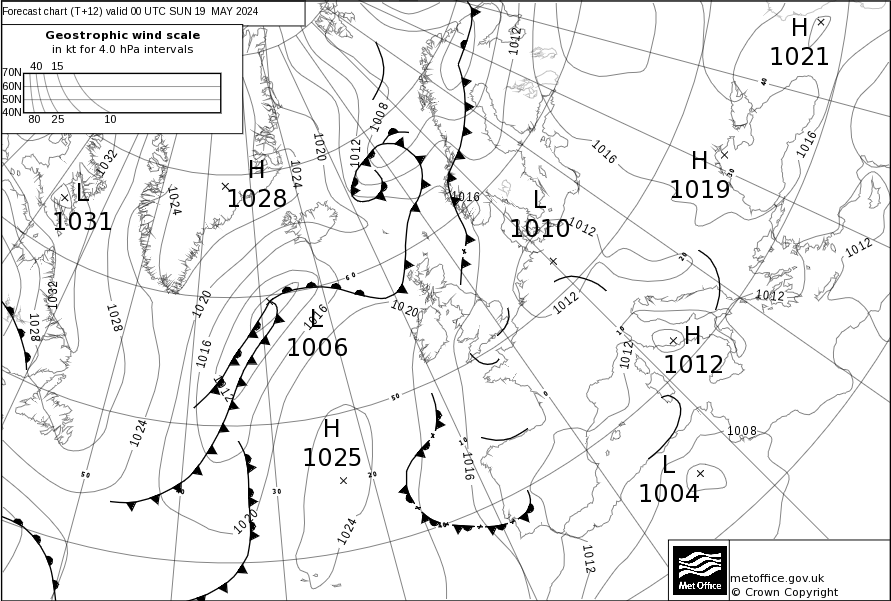 Forecast chart (T+12) valid 00 UTC SUN 19 MAY 2024
Geostrophic wind scale
in kt for 4.0 hPa intervals
40 15
70N
60N
50N
40N
80 25 10
H
1021
1012
40
1008
1020
1012
1016
1016
1032
H
1028
1024
H
1019
30
L
1031
1024
1016
L
1010
1012
1012
20
60
1032
1028
1028
1020
1016
1020
1012
1012
L
1006
10
H
1012
1016
1012
1012
50
0
1024
H
1025
10
1008
50
40
30
20
1016
L
1004
1020
1024
1012
Met Office
metoffice.gov.uk
© Crown Copyright